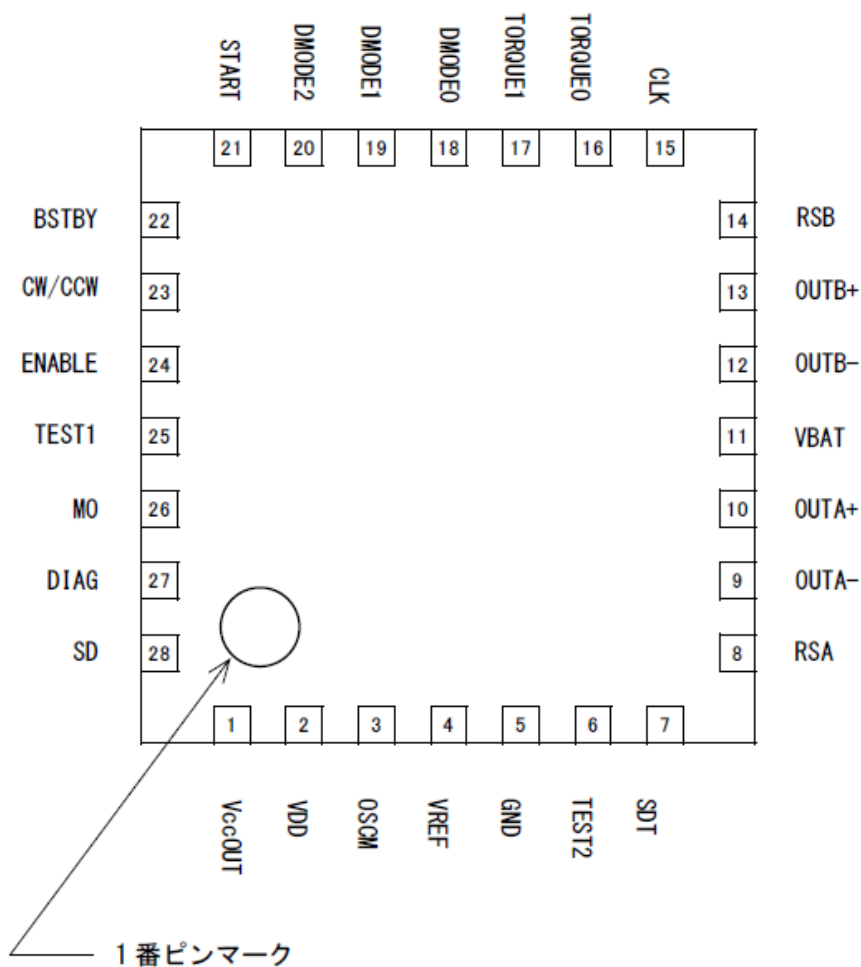 START
DMODE2
DMODE1
DMODE0
TORQUE1
TORQUE0
CLK
21
20
19
18
17
16
15
BSTBY 22
14 RSB
CW/CCW 23
13 OUTB+
ENABLE 24
12 OUTB−
TEST1 25
11 VBAT
MO 26
10 OUTA+
DIAG 27
9 OUTA−
SD 28
8 RSA
1
2
3
4
5
6
7
VccOUT
VDD
OSCM
VREF
GND
TEST2
SDT
1番ピンマーク